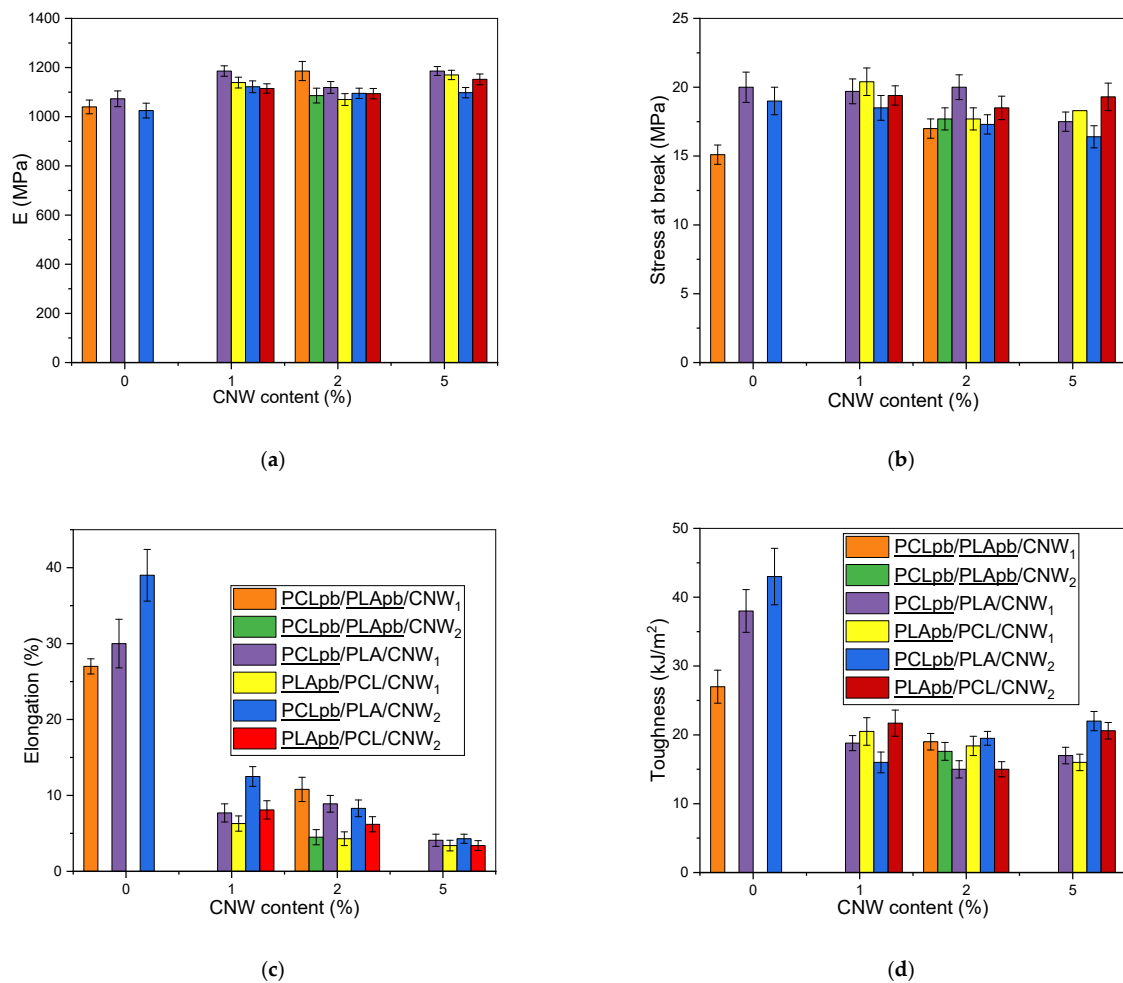 1400
1200
1000
800
600
400
200
0
E (MPa)
0 1 2 5
CNW content (%)
(a)
25
20
15
10
5
0
Stress at break (MPa)
0 1 2 5
CNW content (%)
(b)
40
30
20
10
0
Elongation (%)
PCLpb/PLApb/CNW₁
PCLpb/PLApb/CNW₂
PCLpb/PLA/CNW₁
PLApb/PCL/CNW₁
PCLpb/PLA/CNW₂
PLApb/PCL/CNW₂
0 1 2 5
CNW content (%)
(c)
50
40
30
20
10
0
Toughness (kJ/m²)
PCLpb/PLApb/CNW₁
PCLpb/PLApb/CNW₂
PCLpb/PLA/CNW₁
PLApb/PCL/CNW₁
PCLpb/PLA/CNW₂
PLApb/PCL/CNW₂
0 1 2 5
CNW content (%)
(d)